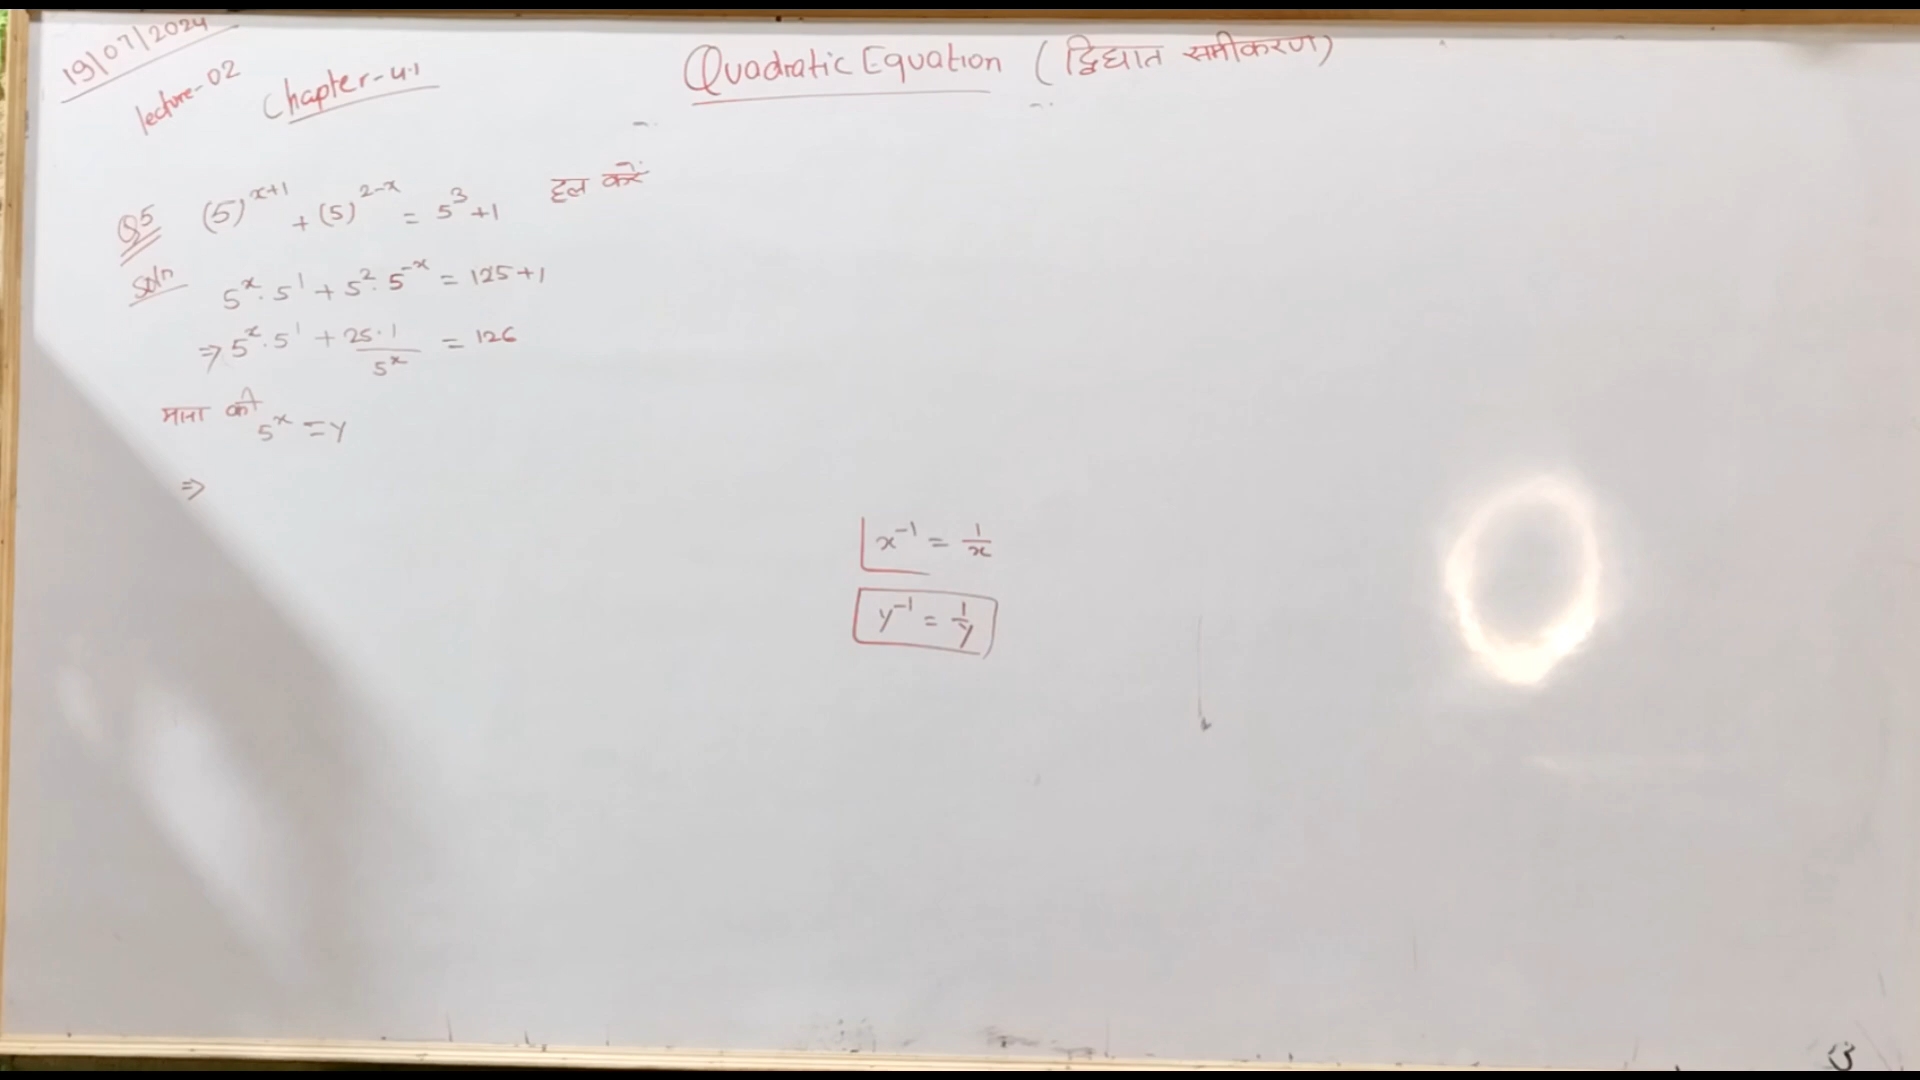 19/07/2024
lecture-02
Chapter-4.1
Quadratic Equation (द्विघात समीकरण)
Q5 (5)^{x+1} + (5)^{2-x} = 5^3+1 हल करें
Soln 5^x.5^1 + 5^2.5^{-x} = 125+1
⇒ 5^x.5^1 + 25.1/5^x = 126
माना की 5^x = y
⇒
x^{-1} = 1/x
y^{-1} = 1/y